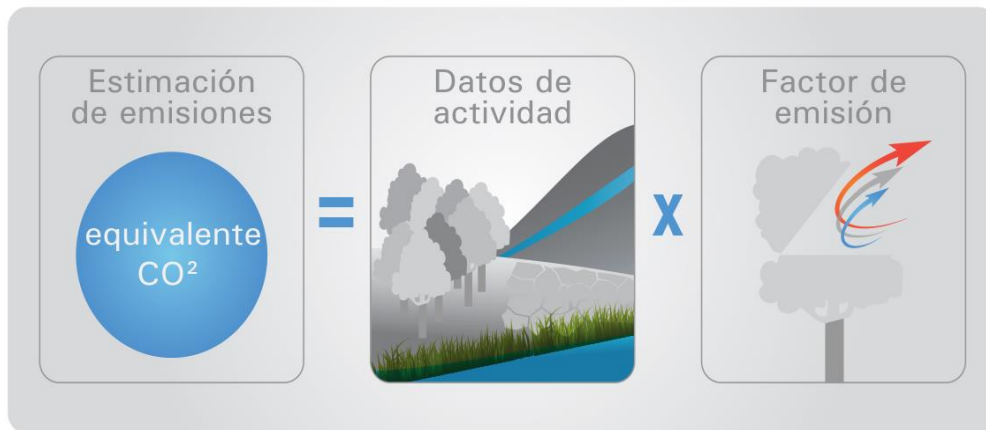 Estimación
de emisiones
equivalente
CO²
=
Datos de
actividad
x
Factor de
emisión